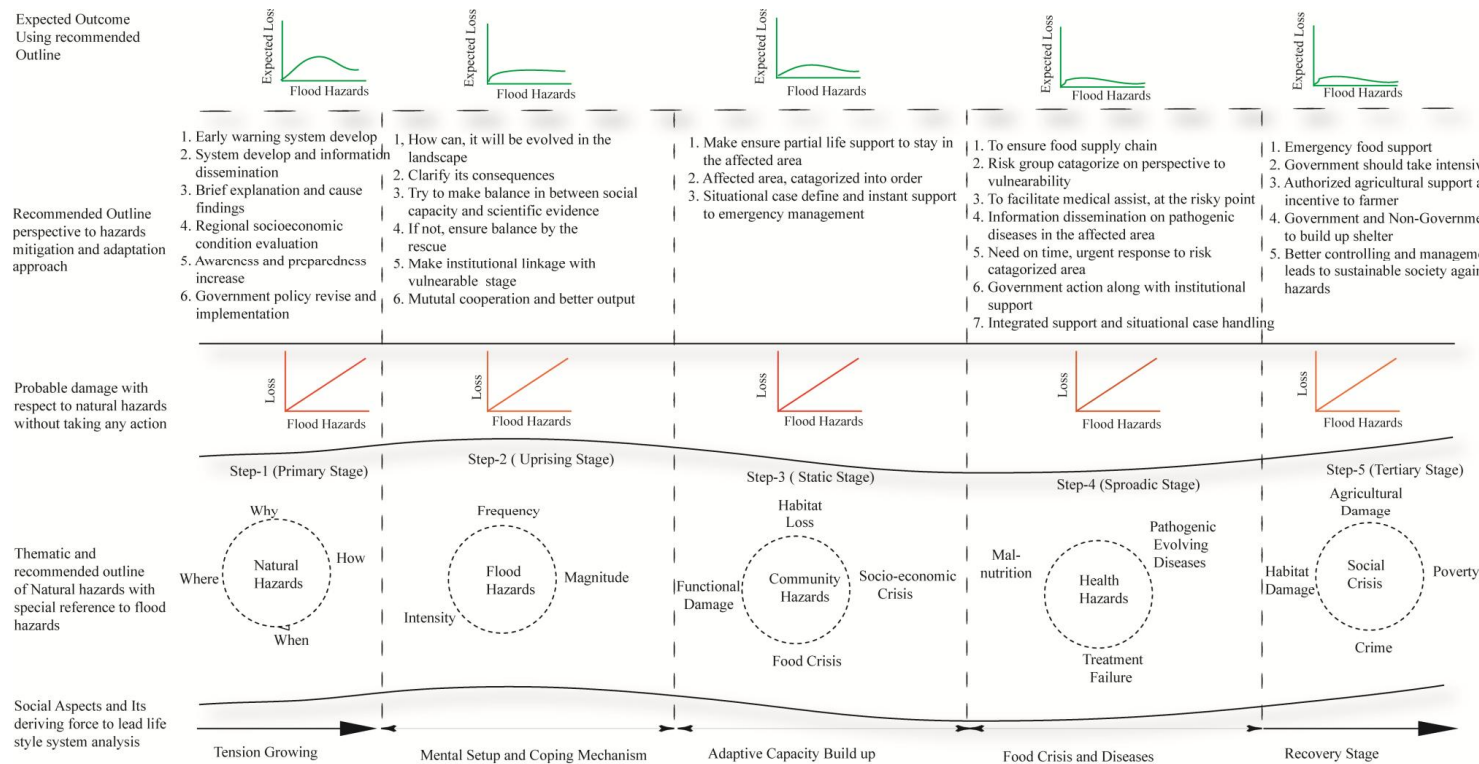 Expected Outcome
Using recommended
Outline
Expected Loss
Flood Hazards
Expected Loss
Flood Hazards
Expected Loss
Flood Hazards
Expected Loss
Flood Hazards
Expected Loss
Flood Hazards
Recommended Outline
perspective to hazards
mitigation and adaptation
approach
1. Early warning system develop
2. System develop and information
dissemination
3. Brief explanation and cause
findings
4. Regional socioeconomic
condition evaluation
5. Awareness and preparedness
increase
6. Government policy revise and
implementation
1, How can, it will be evolved in the
landscape
2. Clarify its consequences
3. Try to make balance in between social
capacity and scientific evidence
4. If not, ensure balance by the
rescue
5. Make institutional linkage with
vulnearable stage
6. Mututal cooperation and better output
1. Make ensure partial life support to stay in
the affected area
2. Affected area, catagorized into order
3. Situational case define and instant support
to emergency management
1. To ensure food supply chain
2. Risk group catagorize on perspective to
vulnearability
3. To facilitate medical assist, at the risky point
4. Information dissemination on pathogenic
diseases in the affected area
5. Need on time, urgent response to risk
catagorized area
6. Government action along with institutional
support
7. Integrated support and situational case handling
1. Emergency food support
2. Government should take intensiv
3. Authorized agricultural support a
incentive to farmer
4. Government and Non-Governme
to build up shelter
5. Better controlling and manageme
leads to sustainable society again
hazards
Probable damage with
respect to natural hazards
without taking any action
Loss
Flood Hazards
Loss
Flood Hazards
Loss
Flood Hazards
Loss
Flood Hazards
Loss
Flood Hazards
Step-1 (Primary Stage)
Step-2 ( Uprising Stage)
Step-3 ( Static Stage)
Step-4 (Sproadic Stage)
Step-5 (Tertiary Stage)
Thematic and
recommended outline
of Natural hazards with
special reference to flood
hazards
Why
How
Where
When
Natural
Hazards
Frequency
Magnitude
Intensity
Flood
Hazards
Habitat
Loss
Functional
Damage
Community
Hazards
Socio-economic
Crisis
Food Crisis
Mal-
nutrition
Pathogenic
Evolving
Diseases
Health
Hazards
Treatment
Failure
Agricultural
Damage
Habitat
Damage
Social
Crisis
Poverty
Crime
Social Aspects and Its
deriving force to lead life
style system analysis
Tension Growing
Mental Setup and Coping Mechanism
Adaptive Capacity Build up
Food Crisis and Diseases
Recovery Stage